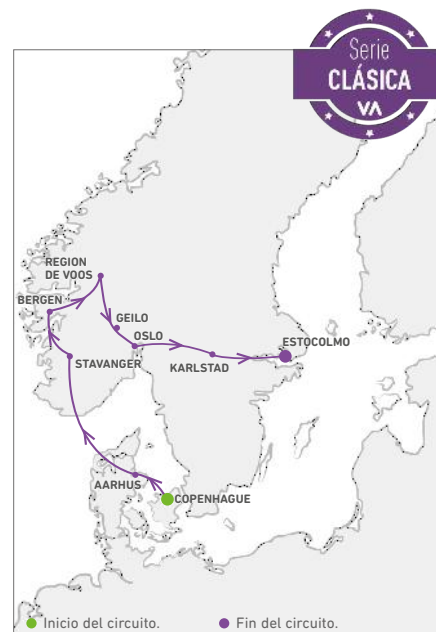 Serie
CLÁSICA
VA
REGION
DE VOOS
BERGEN
GEILO
OSLO
ESTOCOLMO
STAVANGER
KARLSTAD
AARHUS
COPENHAGUE
Inicio del circuito.
Fin del circuito.